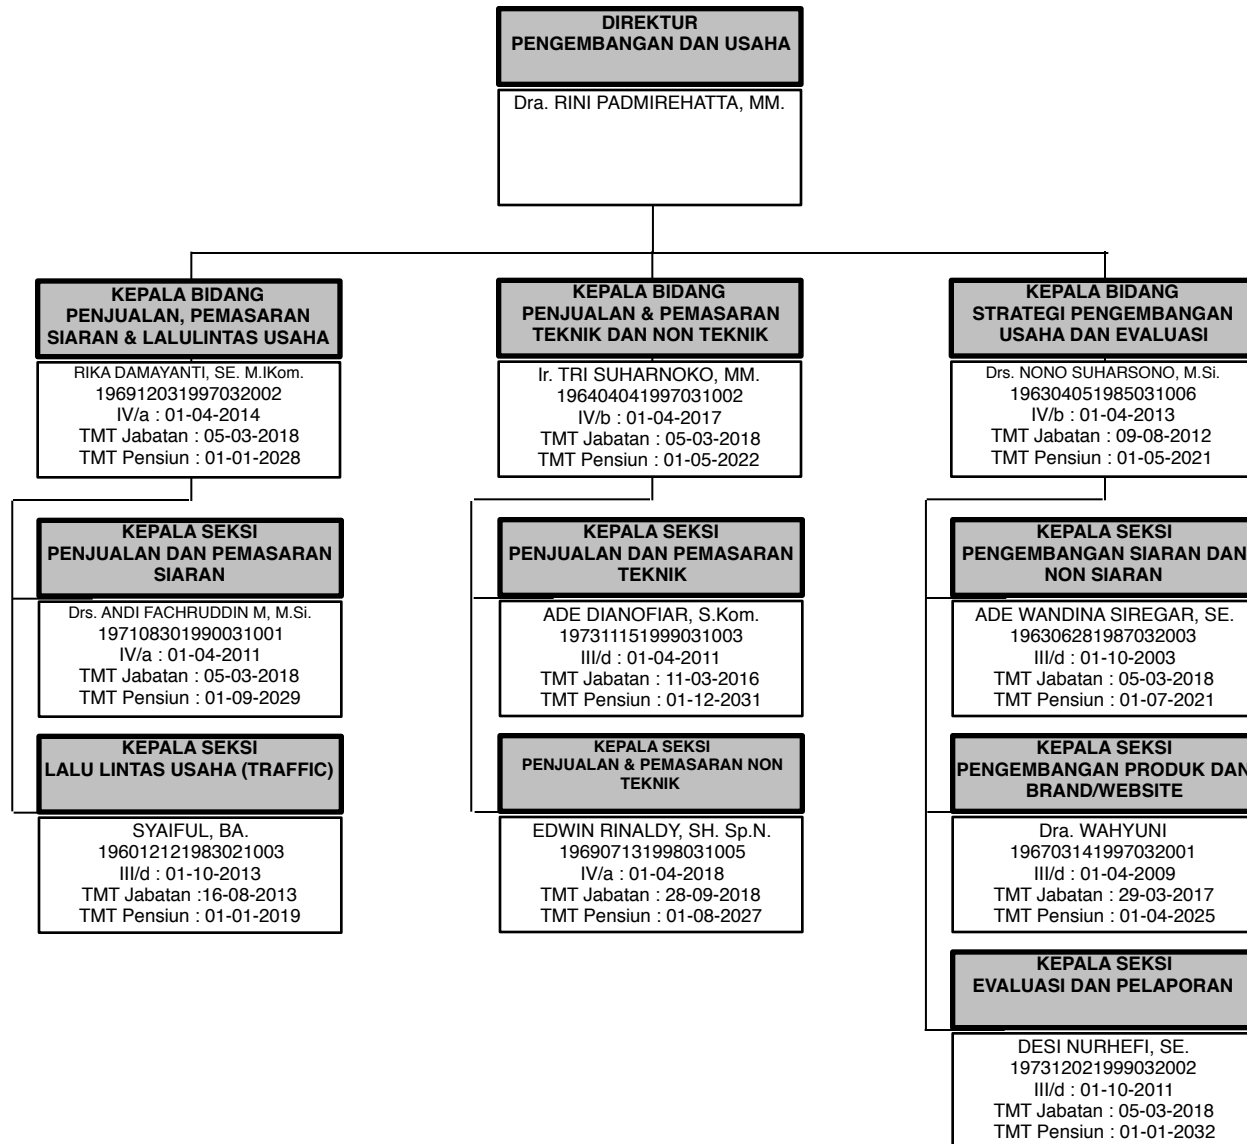 DIREKTUR
PENGEMBANGAN DAN USAHA
Dra. RINI PADMIREHATTA, MM.
KEPALA BIDANG
PENJUALAN, PEMASARAN
SIARAN & LALULINTAS USAHA
RIKA DAMAYANTI, SE. M.IKom.
196912031997032002
IV/a : 01-04-2014
TMT Jabatan : 05-03-2018
TMT Pensiun : 01-01-2028
KEPALA SEKSI
PENJUALAN DAN PEMASARAN
SIARAN
Drs. ANDI FACHRUDDIN M, M.Si.
197108301990031001
IV/a : 01-04-2011
TMT Jabatan : 05-03-2018
TMT Pensiun : 01-09-2029
KEPALA SEKSI
LALU LINTAS USAHA (TRAFFIC)
SYAIFUL, BA.
196012121983021003
III/d : 01-10-2013
TMT Jabatan :16-08-2013
TMT Pensiun : 01-01-2019
KEPALA BIDANG
PENJUALAN & PEMASARAN
TEKNIK DAN NON TEKNIK
Ir. TRI SUHARNOKO, MM.
196404041997031002
IV/b : 01-04-2017
TMT Jabatan : 05-03-2018
TMT Pensiun : 01-05-2022
KEPALA SEKSI
PENJUALAN DAN PEMASARAN
TEKNIK
ADE DIANOFIAR, S.Kom.
197311151999031003
III/d : 01-04-2011
TMT Jabatan : 11-03-2016
TMT Pensiun : 01-12-2031
KEPALA SEKSI
PENJUALAN & PEMASARAN NON
TEKNIK
EDWIN RINALDY, SH. Sp.N.
196907131998031005
IV/a : 01-04-2018
TMT Jabatan : 28-09-2018
TMT Pensiun : 01-08-2027
KEPALA BIDANG
STRATEGI PENGEMBANGAN
USAHA DAN EVALUASI
Drs. NONO SUHARSONO, M.Si.
196304051985031006
IV/b : 01-04-2013
TMT Jabatan : 09-08-2012
TMT Pensiun : 01-05-2021
KEPALA SEKSI
PENGEMBANGAN SIARAN DAN
NON SIARAN
ADE WANDINA SIREGAR, SE.
196306281987032003
III/d : 01-10-2003
TMT Jabatan : 05-03-2018
TMT Pensiun : 01-07-2021
KEPALA SEKSI
PENGEMBANGAN PRODUK DAN
BRAND/WEBSITE
Dra. WAHYUNI
196703141997032001
III/d : 01-04-2009
TMT Jabatan : 29-03-2017
TMT Pensiun : 01-04-2025
KEPALA SEKSI
EVALUASI DAN PELAPORAN
DESI NURHEFI, SE.
197312021999032002
III/d : 01-10-2011
TMT Jabatan : 05-03-2018
TMT Pensiun : 01-01-2032